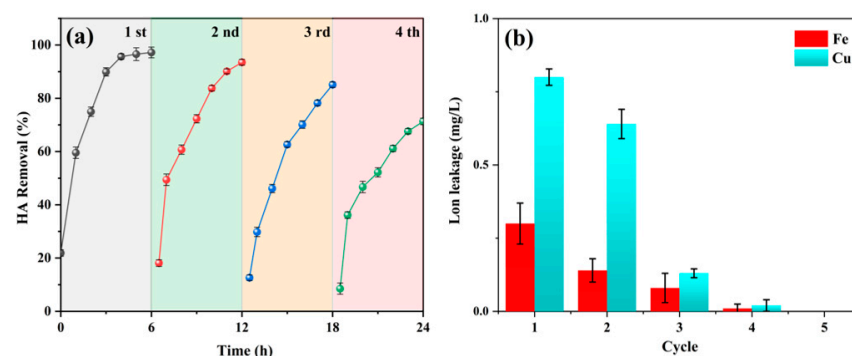 (a)
1 st
2 nd
3 rd
4 th
HA Removal (%)
100
80
60
40
20
0
0
6
12
18
24
Time (h)
(b)
Fe
Cu
Lon leakage (mg/L)
1.0
0.5
0.0
1
2
3
4
5
Cycle